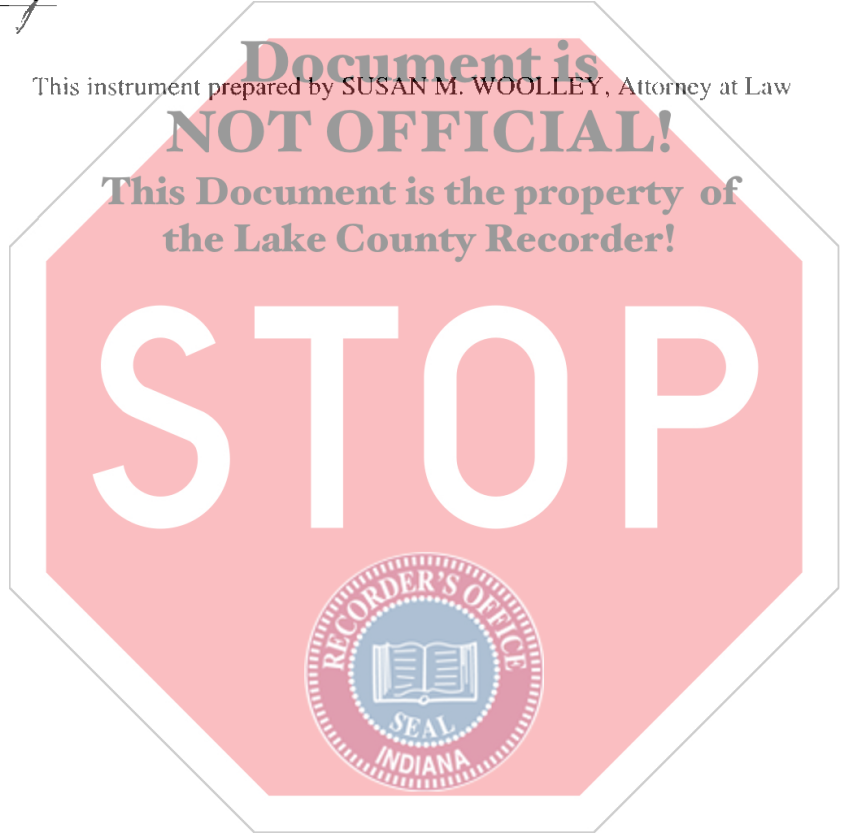 Document is
This instrument prepared by SUSAN M. WOOLLEY, Attorney at Law
NOT OFFICIAL!
This Document is the property of
the Lake County Recorder!
STOP
RECORDER'S OFFICE
SEAL
INDIANA